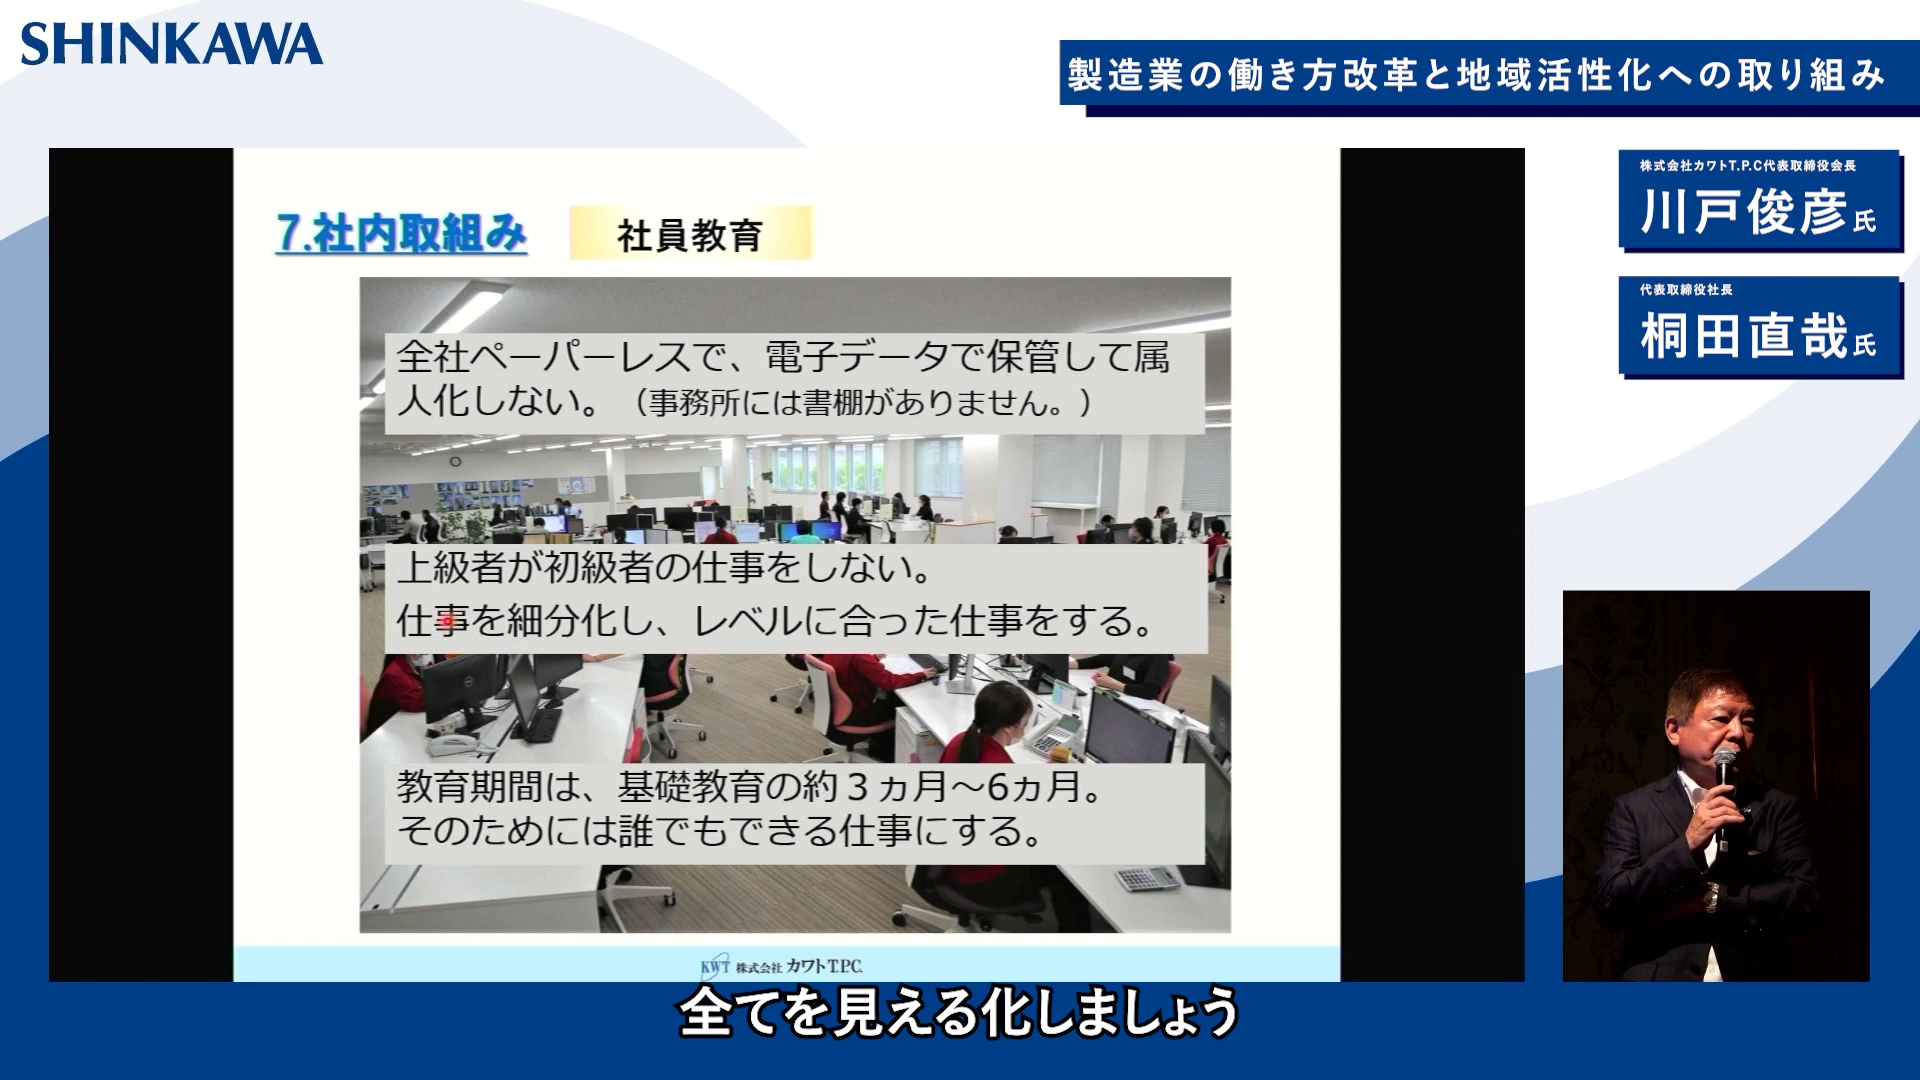 SHINKAWA
製造業の働き方改革と地域活性化への取り組み
株式会社カワトT.P.C代表取締役会長
川戸俊彦氏
代表取締役社長
桐田直哉氏
7.社内取組み
社員教育
全社ペーパーレスで、電子データで保管して属
人化しない。（事務所には書棚がありません。）
上級者が初級者の仕事をしない。
仕事を細分化し、レベルに合った仕事をする。
教育期間は、基礎教育の約３ヵ月～6ヵ月。
そのためには誰でもできる仕事にする。
KWT 株式会社 カワトT.P.C.
全てを見える化しましょう